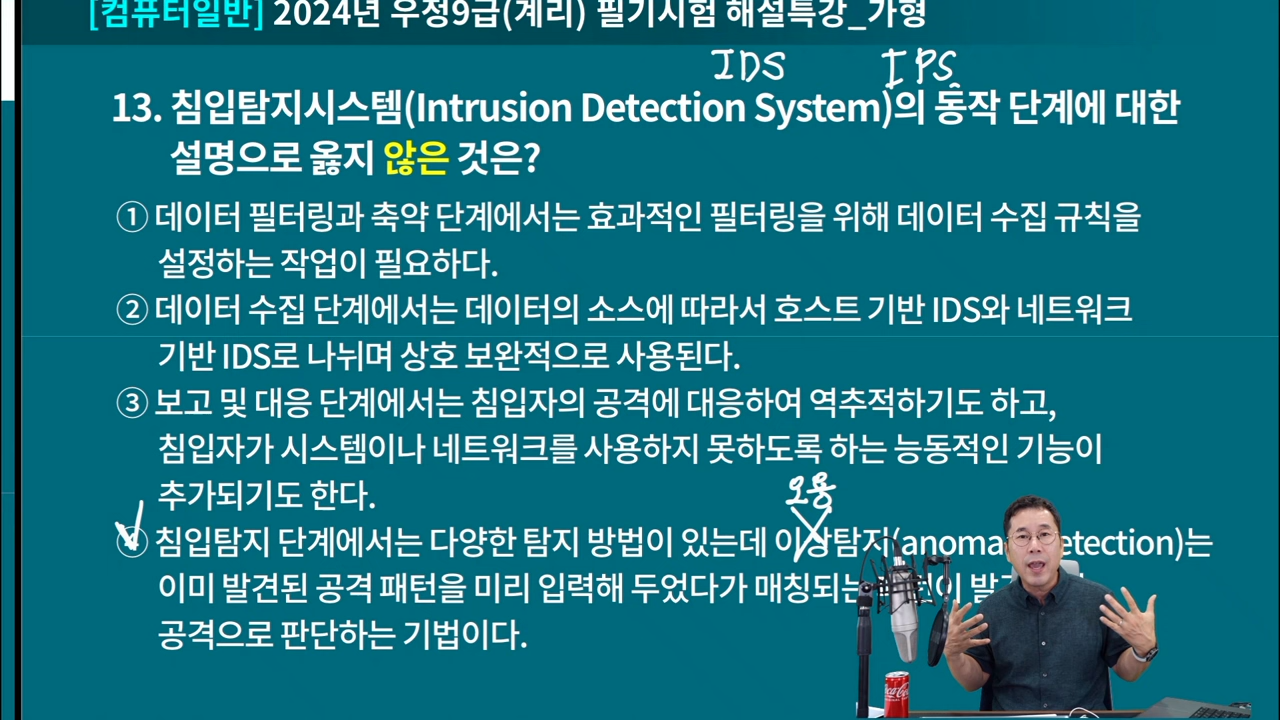 [컴퓨터일반] 2024년 우정9급(계리) 필기시험 해설특강_가형
IDS IPS
13. 침입탐지시스템(Intrusion Detection System)의 동작 단계에 대한
설명으로 옳지 않은 것은?
① 데이터 필터링과 축약 단계에서는 효과적인 필터링을 위해 데이터 수집 규칙을
설정하는 작업이 필요하다.
② 데이터 수집 단계에서는 데이터의 소스에 따라서 호스트 기반 IDS와 네트워크
기반 IDS로 나뉘며 상호 보완적으로 사용된다.
③ 보고 및 대응 단계에서는 침입자의 공격에 대응하여 역추적하기도 하고,
침입자가 시스템이나 네트워크를 사용하지 못하도록 하는 능동적인 기능이
추가되기도 한다.
오용
④ 침입탐지 단계에서는 다양한 탐지 방법이 있는데 이상탐지(anoma etection)는
이미 발견된 공격 패턴을 미리 입력해 두었다가 매칭되는
공격으로 판단하는 기법이다.